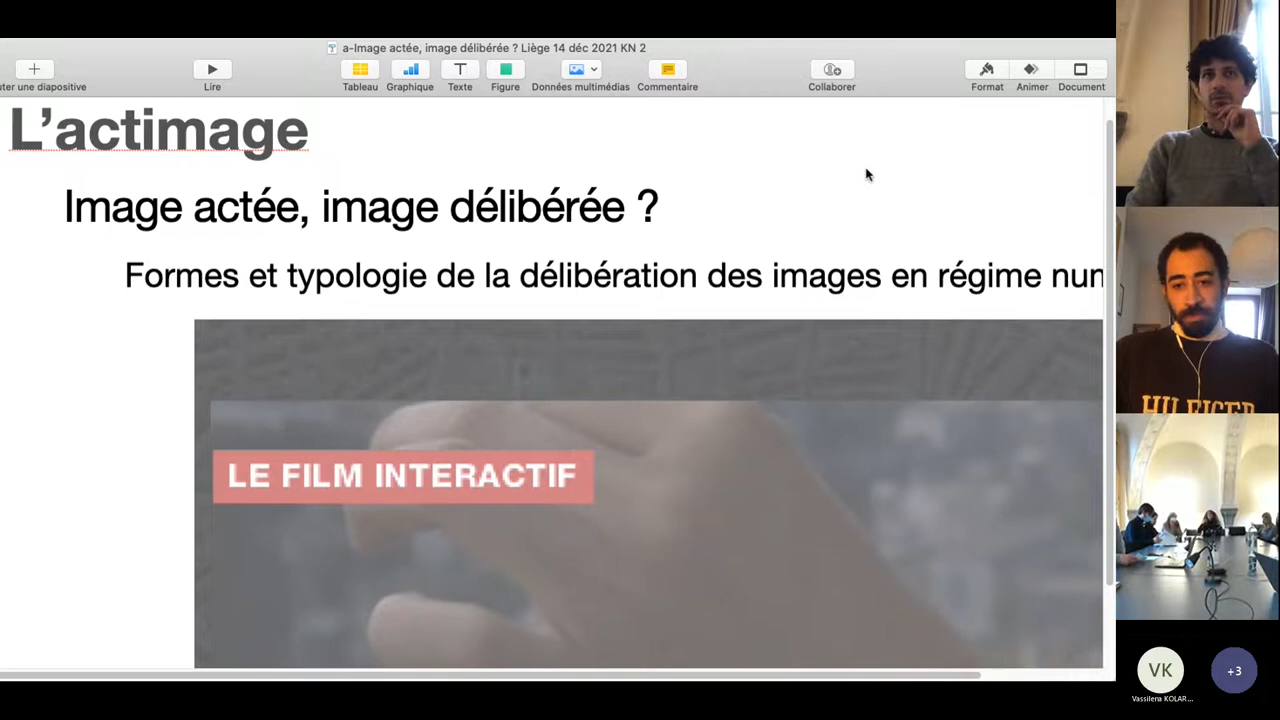 a-Image actée, image délibérée ? Liège 14 déc 2021 KN 2
uter une diapositive
Lire
Tableau
Graphique
Texte
Figure
Données multimédias
Commentaire
Collaborer
Format
Animer
Document
L’actimage
Image actée, image délibérée ?
Formes et typologie de la délibération des images en régime num
LE FILM INTERACTIF
HILFIGER
VK
Vassilena KOLAR...
+3